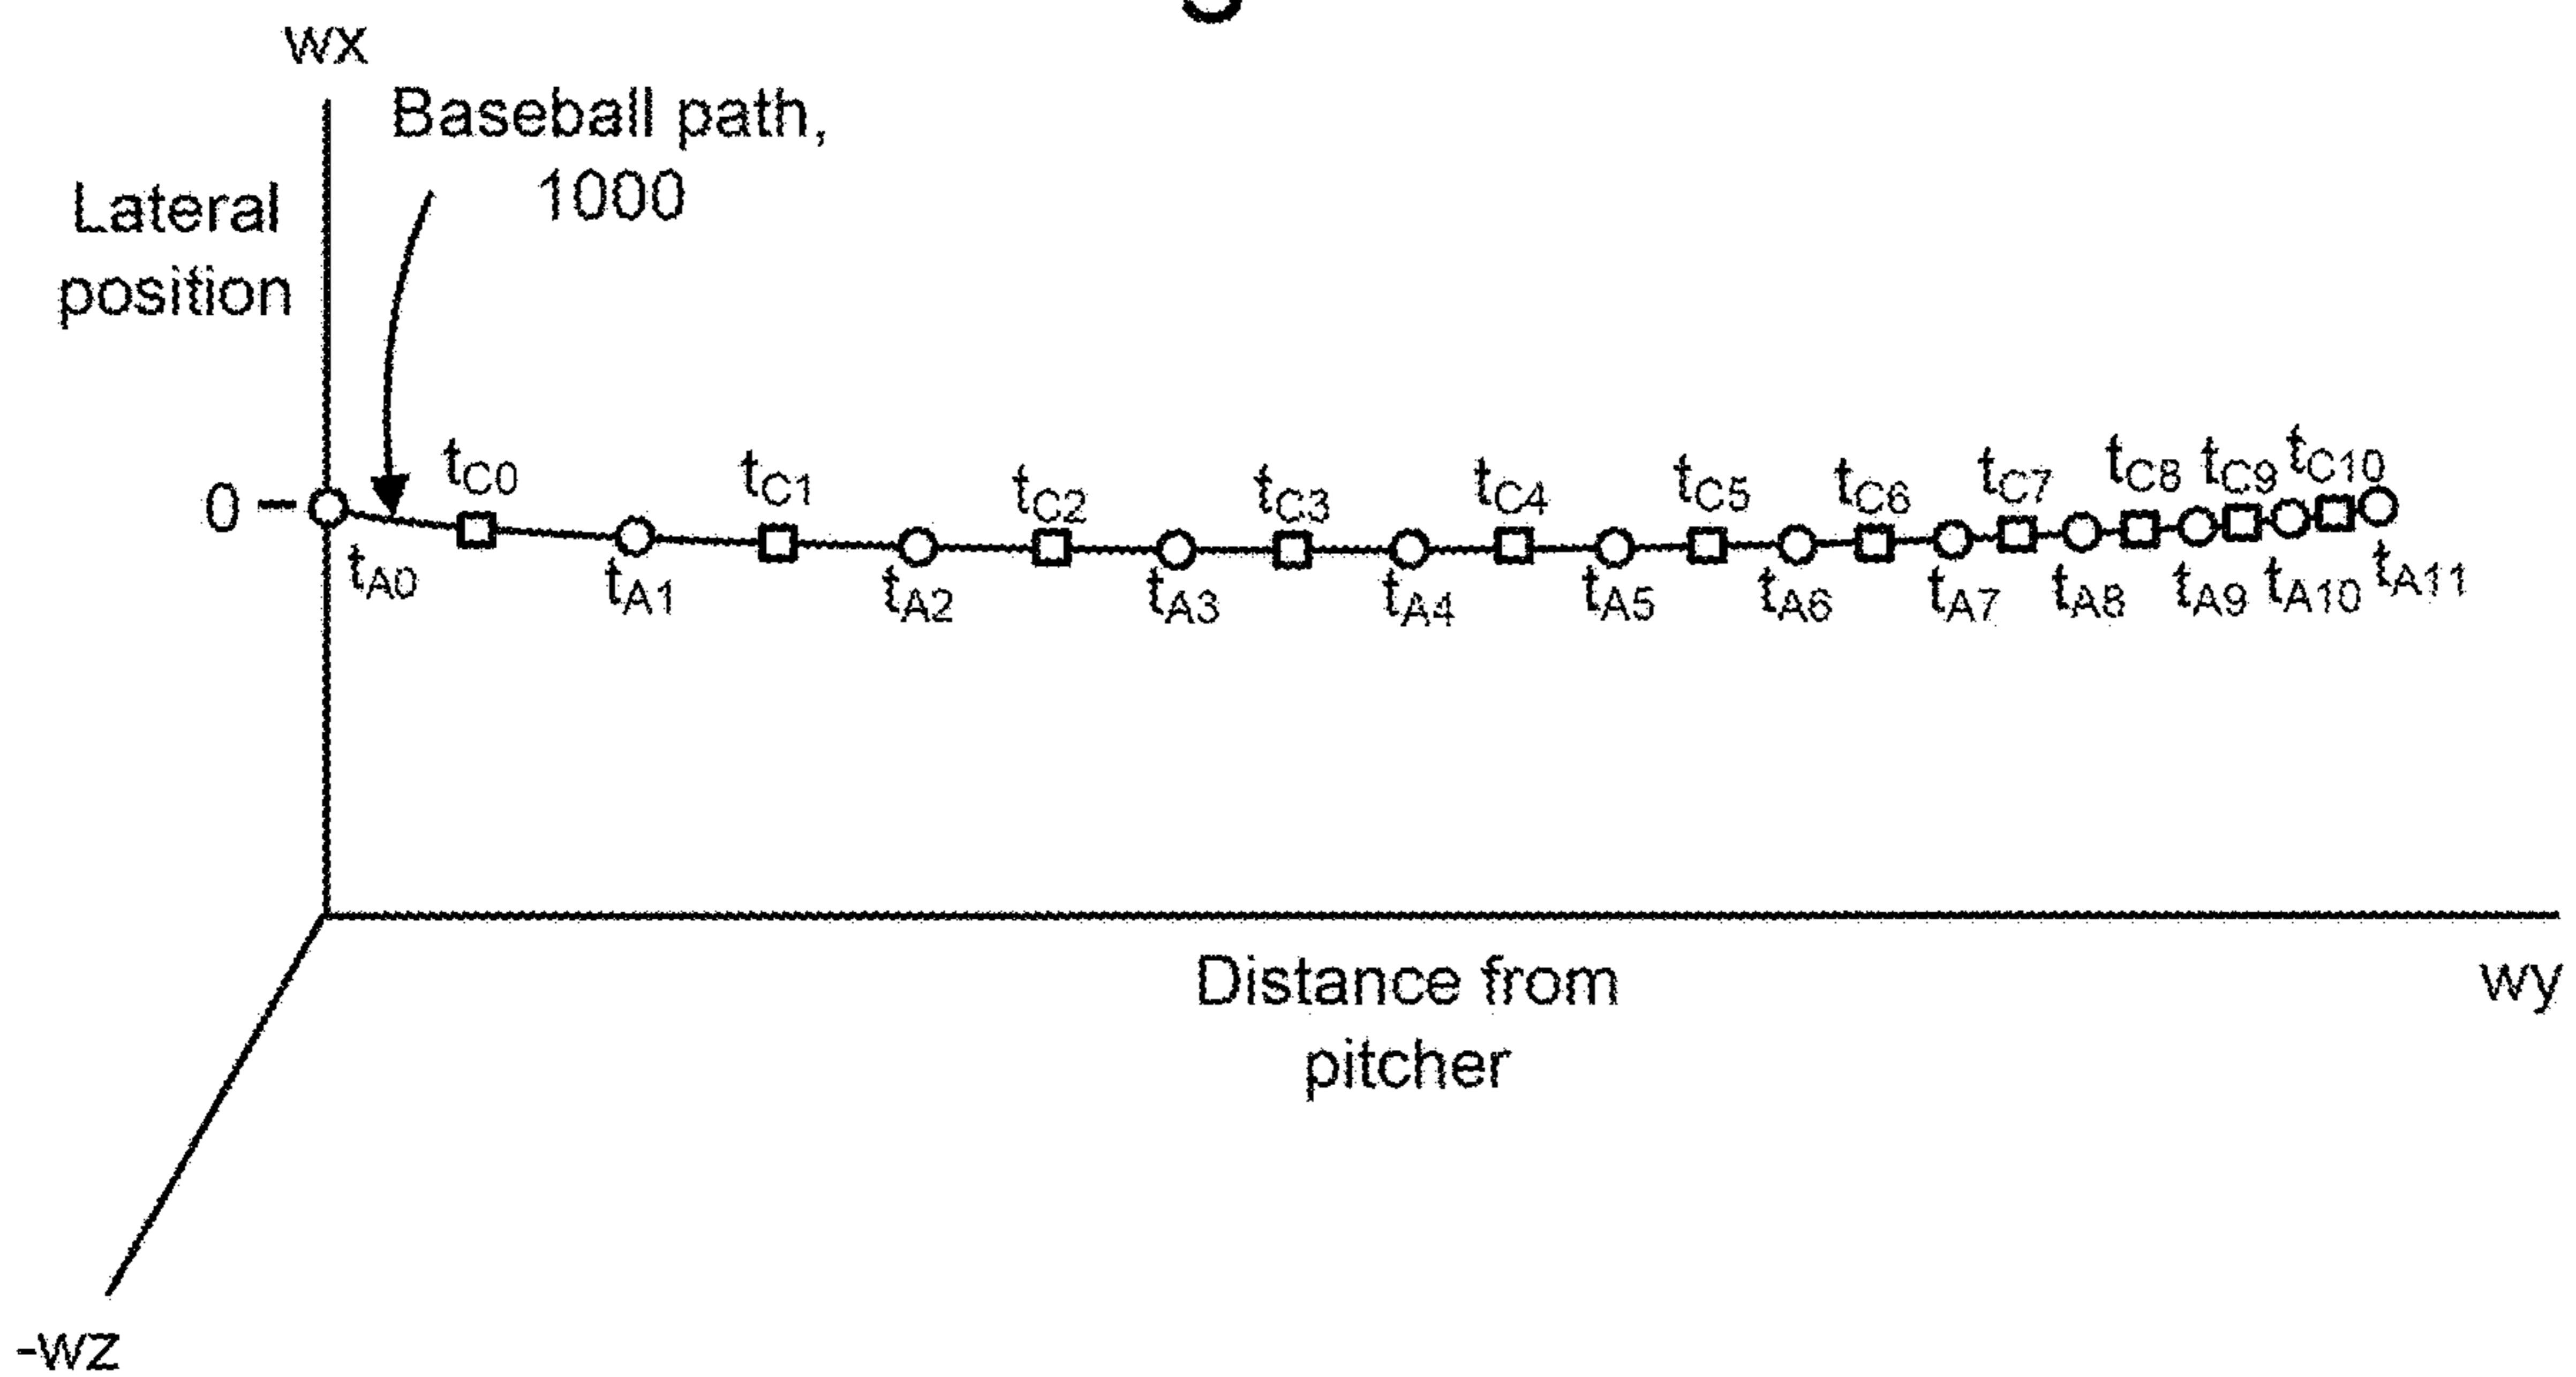 wx
Baseball path,
1000
Lateral
position
0
tC0 tC1 tC2 tC3 tC4 tC5 tC6 tC7 tC8 tC9 tC10
tA0 tA1 tA2 tA3 tA4 tA5 tA6 tA7 tA8 tA9 tA10 tA11
Distance from
pitcher
wy
-wz